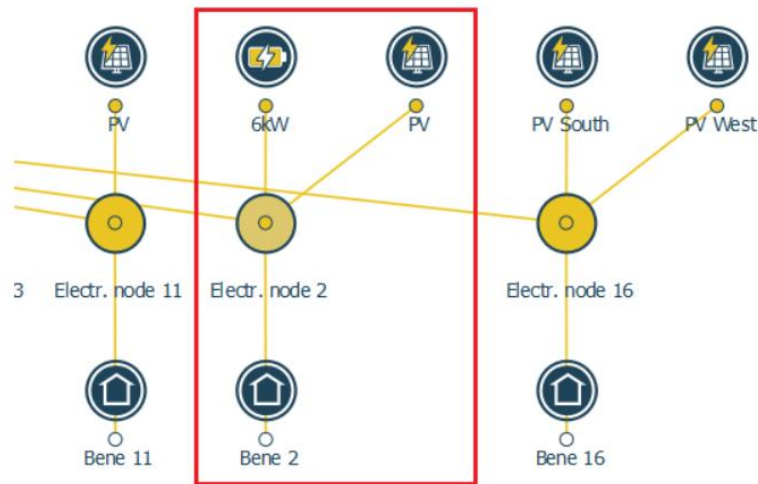 PV
6kW
PV
PV South
PV West
3
Electr. node 11
Electr. node 2
Electr. node 16
Bene 11
Bene 2
Bene 16